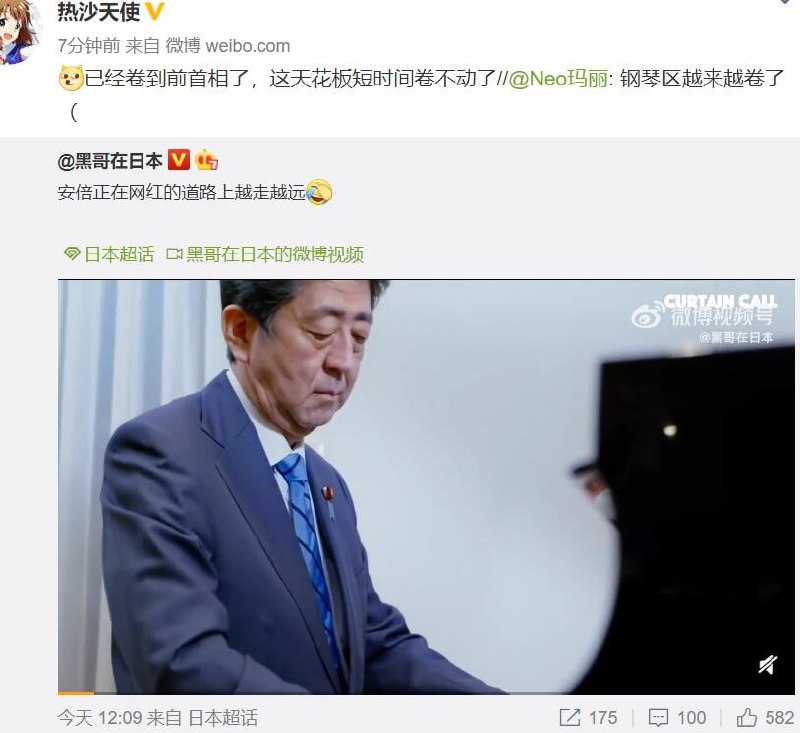 热沙天使
7分钟前 来自 微博 weibo.com
已经卷到前首相了，这天花板短时间卷不动了//@Neo玛丽: 钢琴区越来越卷了
（
@黑哥在日本
安倍正在网红的道路上越走越远
日本超话 黑哥在日本的微博视频
CURTAIN CALL
微博视频号
@黑哥在日本
今天 12:09 来自 日本超话
175 100 582